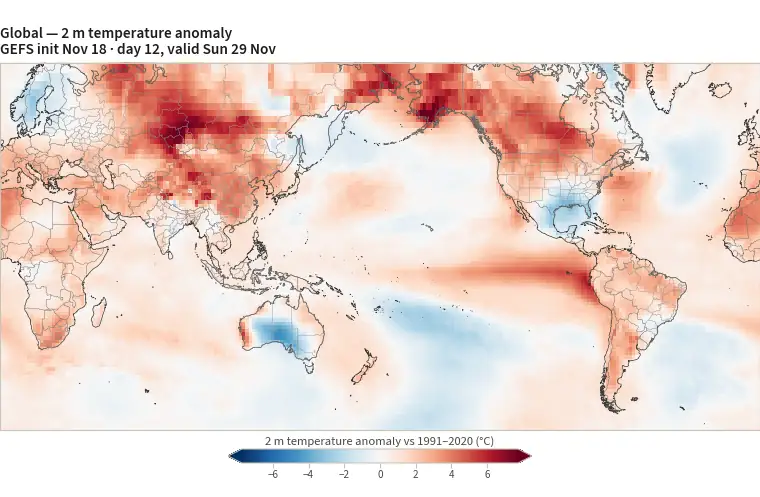 Global — 2 m temperature anomaly
GEFS init Nov 18 · day 12, valid Sun 29 Nov
2 m temperature anomaly vs 1991–2020 (°C)
−6 −4 −2 0 2 4 6